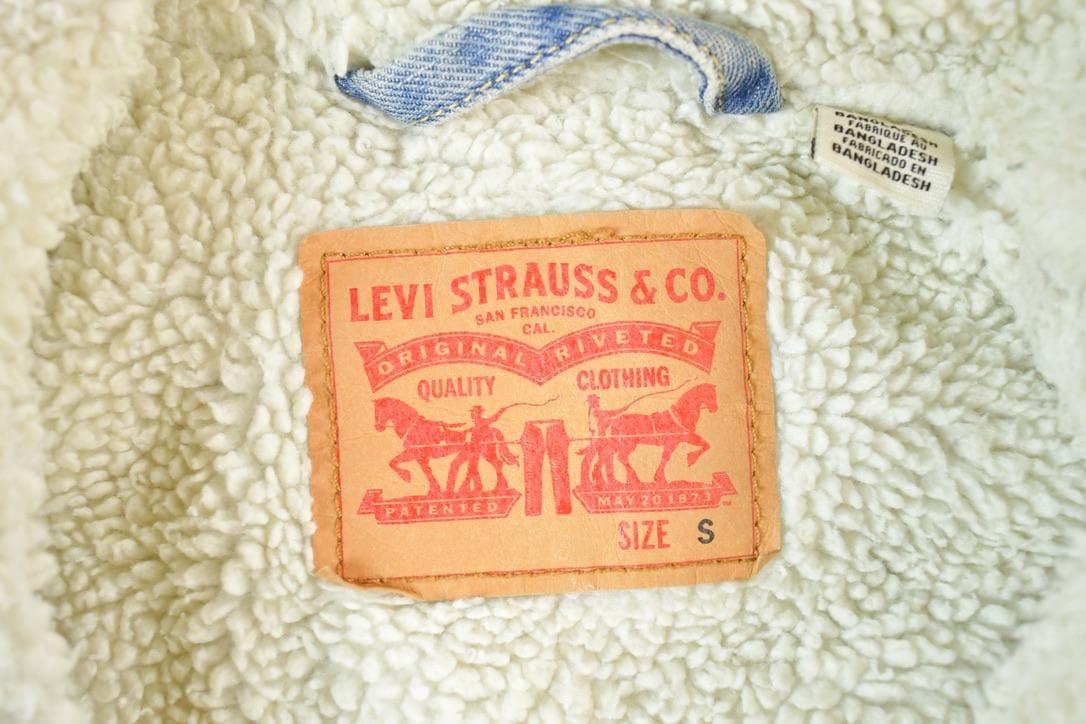 BANGLADESH
FABRIQUE AU
BANGLADESH
FABRICADO EN
BANGLADESH
LEVI STRAUSS & CO.
SAN FRANCISCO
CAL.
ORIGINAL RIVETED
QUALITY CLOTHING
PATENTED MAY 20 1873 ™
SIZE S